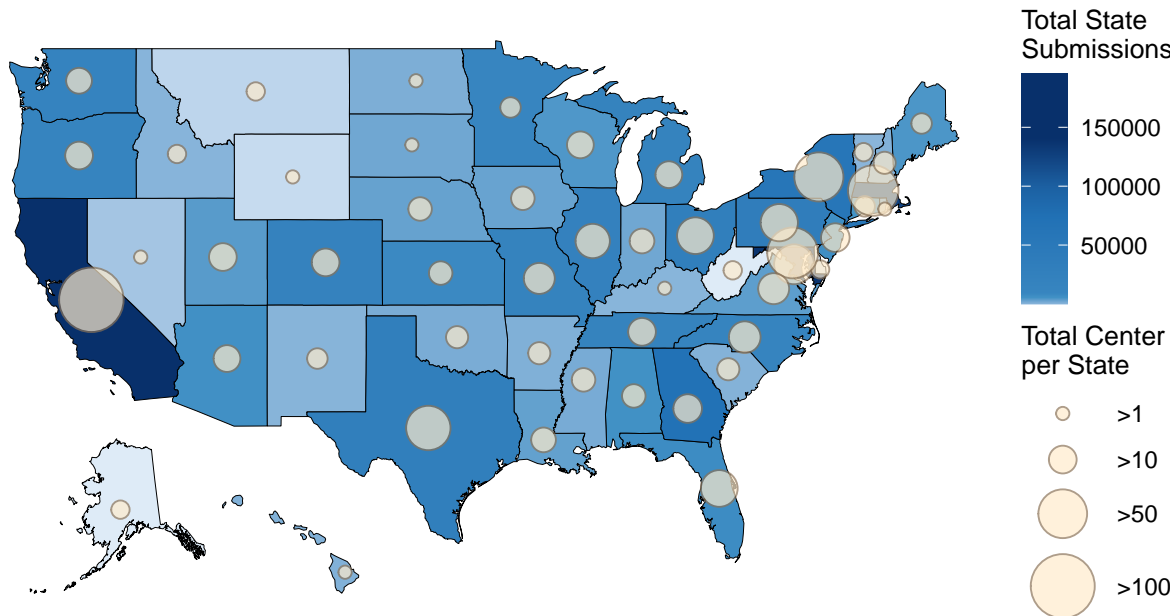 Total State
Submissions
150000
100000
50000
Total Center
per State
>1
>10
>50
>100